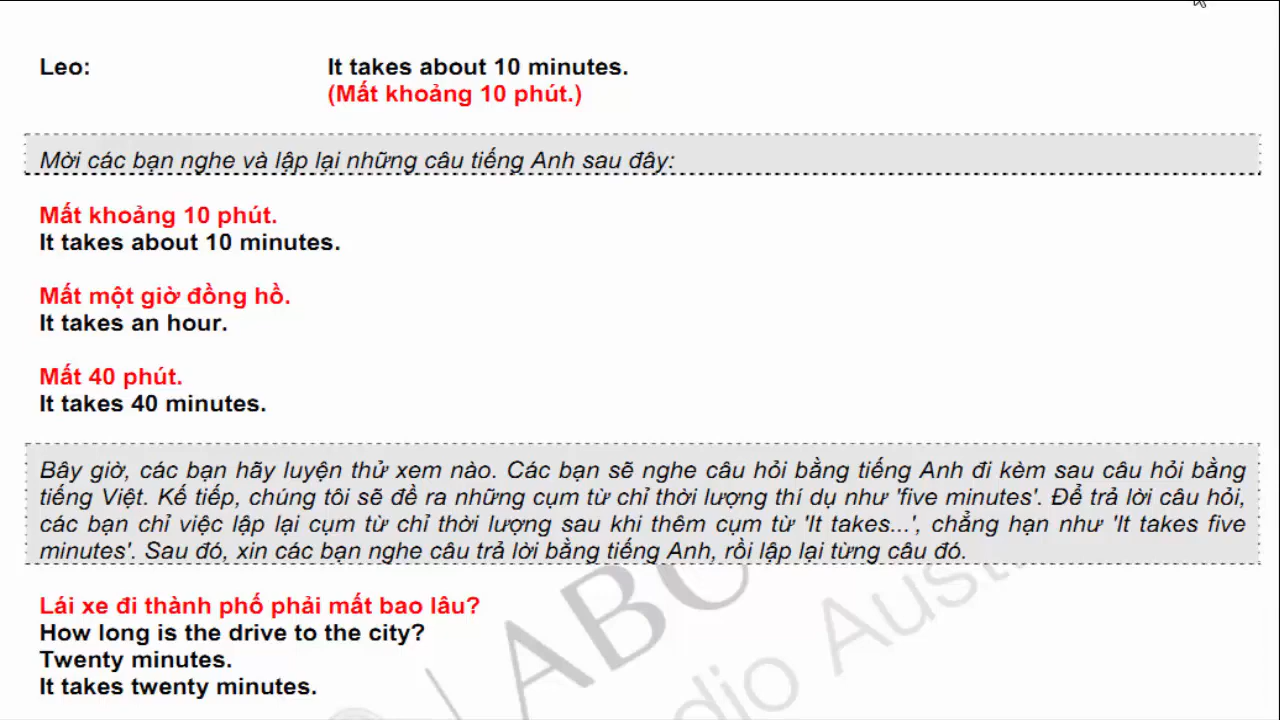 Leo: It takes about 10 minutes.
(Mất khoảng 10 phút.)
Mời các bạn nghe và lập lại những câu tiếng Anh sau đây:
Mất khoảng 10 phút.
It takes about 10 minutes.
Mất một giờ đồng hồ.
It takes an hour.
Mất 40 phút.
It takes 40 minutes.
Bây giờ, các bạn hãy luyện thử xem nào. Các bạn sẽ nghe câu hỏi bằng tiếng Anh đi kèm sau câu hỏi bằng
tiếng Việt. Kế tiếp, chúng tôi sẽ đề ra những cụm từ chỉ thời lượng thí dụ như 'five minutes'. Để trả lời câu hỏi,
các bạn chỉ việc lập lại cụm từ chỉ thời lượng sau khi thêm cụm từ 'It takes...', chẳng hạn như 'It takes five
minutes'. Sau đó, xin các bạn nghe câu trả lời bằng tiếng Anh, rồi lập lại từng câu đó.
Lái xe đi thành phố phải mất bao lâu?
How long is the drive to the city?
Twenty minutes.
It takes twenty minutes.
ABC